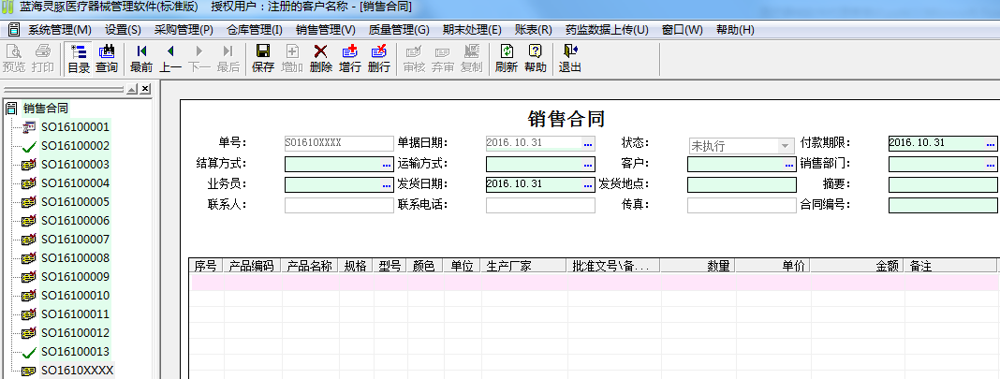 蓝海灵豚医疗器械管理软件(标准版) 授权用户：注册的客户名称 - [销售合同]
系统管理(M) 设置(S) 采购管理(P) 仓库管理(I) 销售管理(V) 质量管理(G) 期末处理(E) 账表(R) 药监数据上传(U) 窗口(W) 帮助(H)
预览 打印 目录 查询 最前 上一 下一 最后 保存 增加 删除 增行 删行 审核 弃审 复制 刷新 帮助 退出
销售合同
SO16100001
SO16100002
SO16100003
SO16100004
SO16100005
SO16100006
SO16100007
SO16100008
SO16100009
SO16100010
SO16100011
SO16100012
SO16100013
SO1610XXXX
销售合同
单号： SO1610XXXX 单据日期： 2016.10.31 ... 状态： 未执行 付款期限： 2016.10.31 ...
结算方式： ... 运输方式： ... 客户： ... 销售部门： ...
业务员： ... 发货日期： 2016.10.31 ... 发货地点： 摘要：
联系人： 联系电话： 传真： 合同编号：
序号 产品编码 产品名称 规格 型号 颜色 单位 生产厂家 批准文号\备... 数量 单价 金额 备注